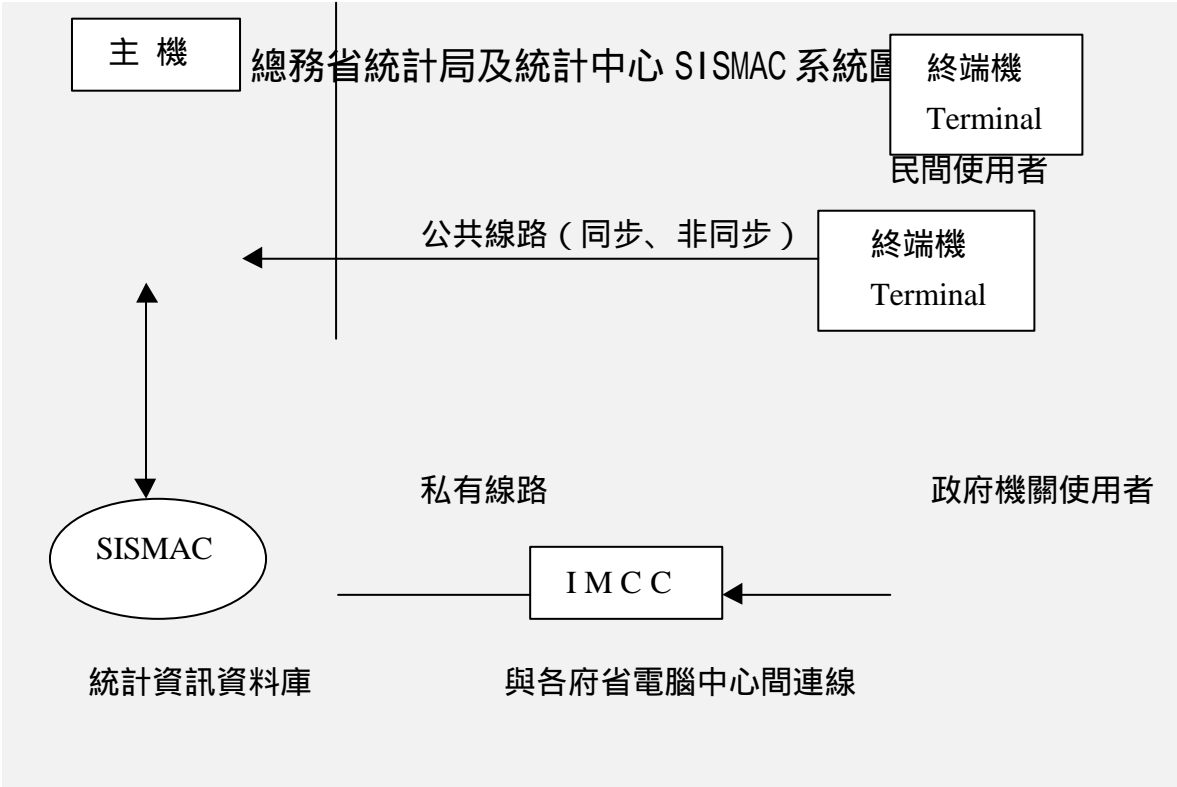 主 機
總務省統計局及統計中心 SISMAC 系統圖
終端機
Terminal
民間使用者
公共線路（同步、非同步）
終端機
Terminal
私有線路
政府機關使用者
SISMAC
I M C C
統計資訊資料庫
與各府省電腦中心間連線